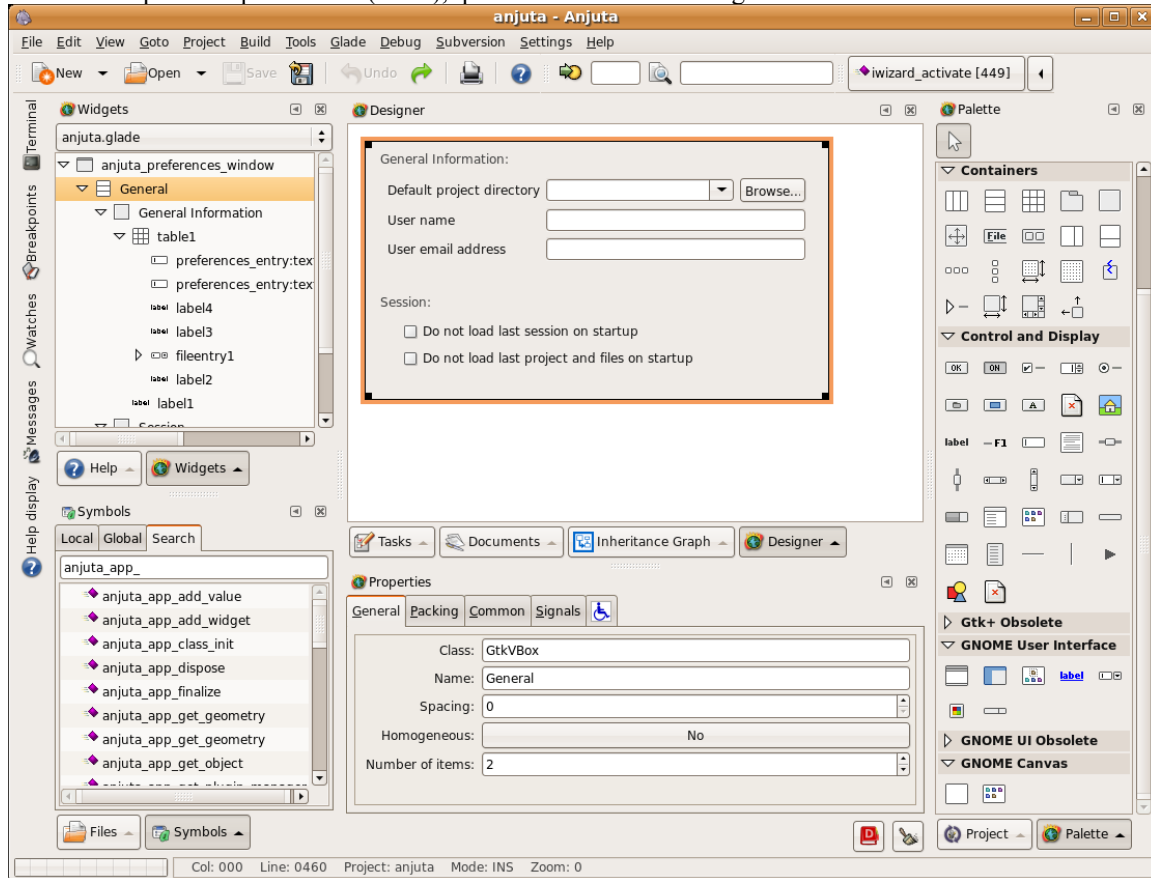 anjuta - Anjuta
File Edit View Goto Project Build Tools Glade Debug Subversion Settings Help
New Open Save Undo iwizard_activate [449]
Terminal
Breakpoints
Watches
Messages
Help display
Widgets
anjuta.glade
anjuta_preferences_window
General
General Information
table1
preferences_entry:tex
preferences_entry:tex
label label4
label label3
fileentry1
label label2
label label1
Help Widgets
Symbols
Local Global Search
anjuta_app_
anjuta_app_add_value
anjuta_app_add_widget
anjuta_app_class_init
anjuta_app_dispose
anjuta_app_finalize
anjuta_app_get_geometry
anjuta_app_get_geometry
anjuta_app_get_object
Files Symbols
Designer
General Information:
Default project directory Browse...
User name
User email address
Session:
Do not load last session on startup
Do not load last project and files on startup
Tasks Documents Inheritance Graph Designer
Properties
General Packing Common Signals
Class: GtkVBox
Name: General
Spacing: 0
Homogeneous: No
Number of items: 2
Palette
Containers
File
Control and Display
OK ON
A
label F1
Gtk+ Obsolete
GNOME User Interface
label
GNOME UI Obsolete
GNOME Canvas
Project Palette
Col: 000 Line: 0460 Project: anjuta Mode: INS Zoom: 0